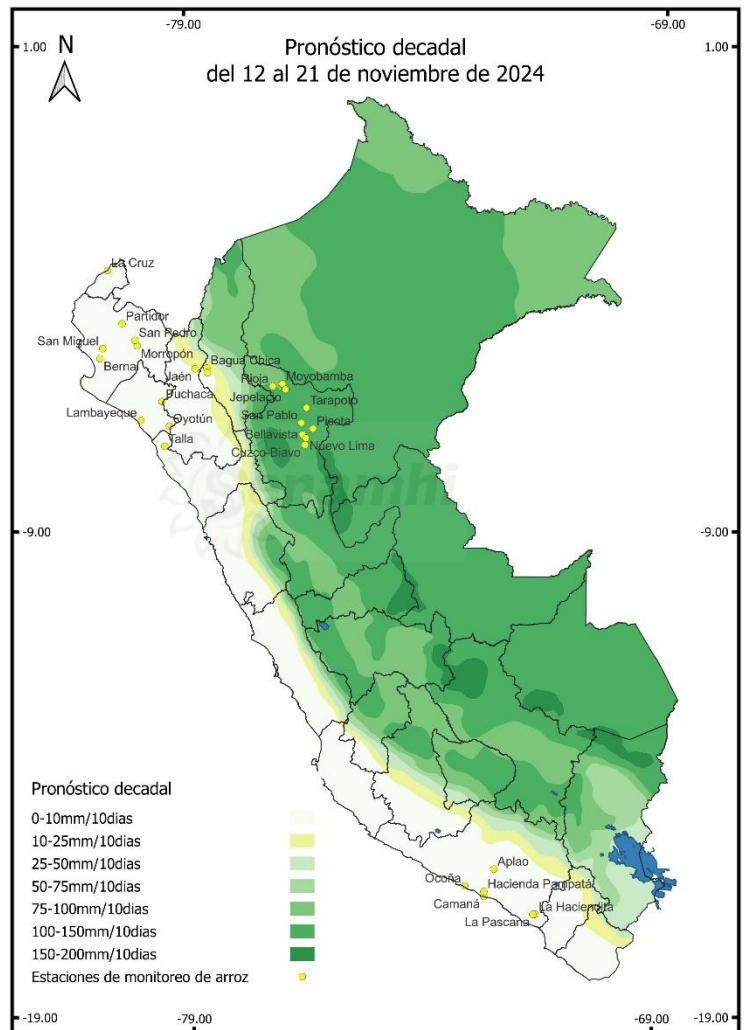 -79.00
-69.00
1.00
1.00
N
Pronóstico decadal
del 12 al 21 de noviembre de 2024
La Cruz
Partidor
San Pedro
San Miguel
Morropón
Bernal
Bagua Chica
Jaén
Rioja
Moyobamba
Jepelacio
Puchaca
Tarapoto
Lambayeque
San Pablo
Oyotún
Picota
Talla
Bellavista
Nuevo Lima
Cuzco-Biavo
Senamhi
-9.00
-9.00
Pronóstico decadal
0-10mm/10dias
10-25mm/10dias
25-50mm/10dias
50-75mm/10dias
75-100mm/10dias
100-150mm/10dias
150-200mm/10dias
Estaciones de monitoreo de arroz
Aplao
Ocoña
Hacienda Pampatá
Camaná
La Haciendita
La Pascana
-19.00
-19.00
-79.00
-69.00